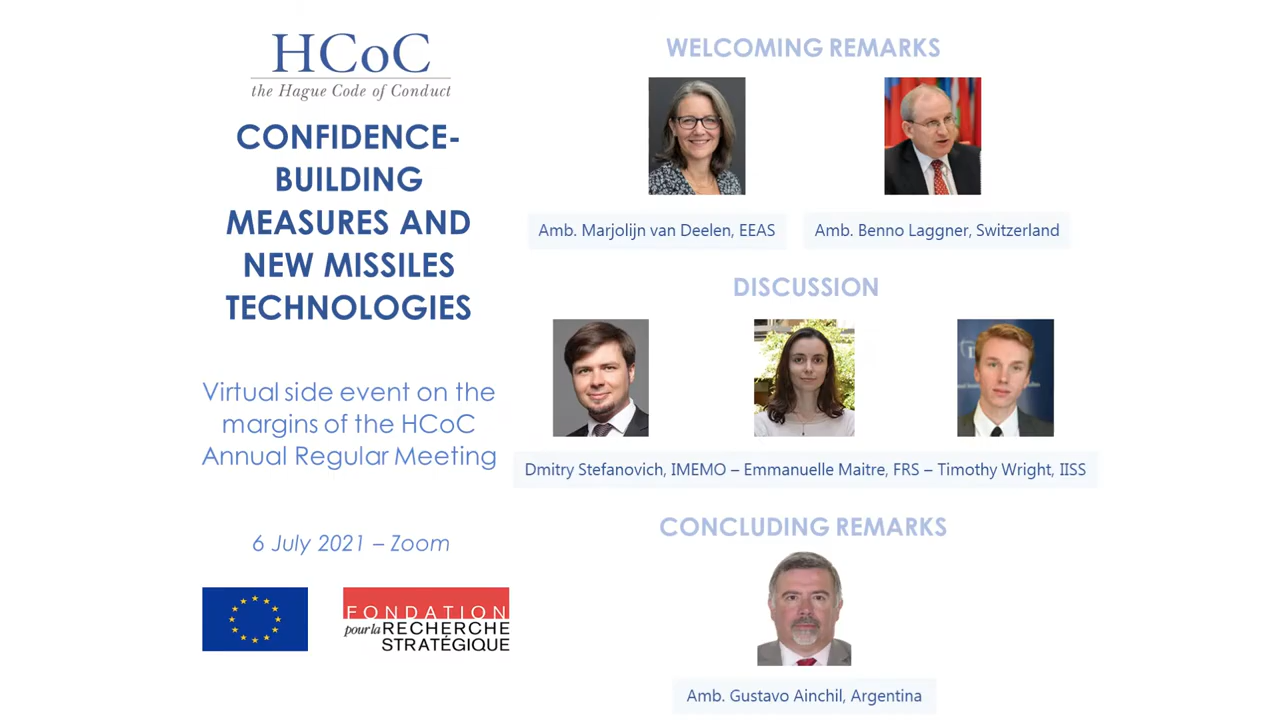 HCoC
the Hague Code of Conduct
CONFIDENCE-
BUILDING
MEASURES AND
NEW MISSILES
TECHNOLOGIES
Virtual side event on the
margins of the HCoC
Annual Regular Meeting
6 July 2021 – Zoom
FONDATION
pour la RECHERCHE
STRATÉGIQUE
WELCOMING REMARKS
Amb. Marjolijn van Deelen, EEAS
Amb. Benno Laggner, Switzerland
DISCUSSION
Dmitry Stefanovich, IMEMO – Emmanuelle Maitre, FRS – Timothy Wright, IISS
CONCLUDING REMARKS
Amb. Gustavo Ainchil, Argentina